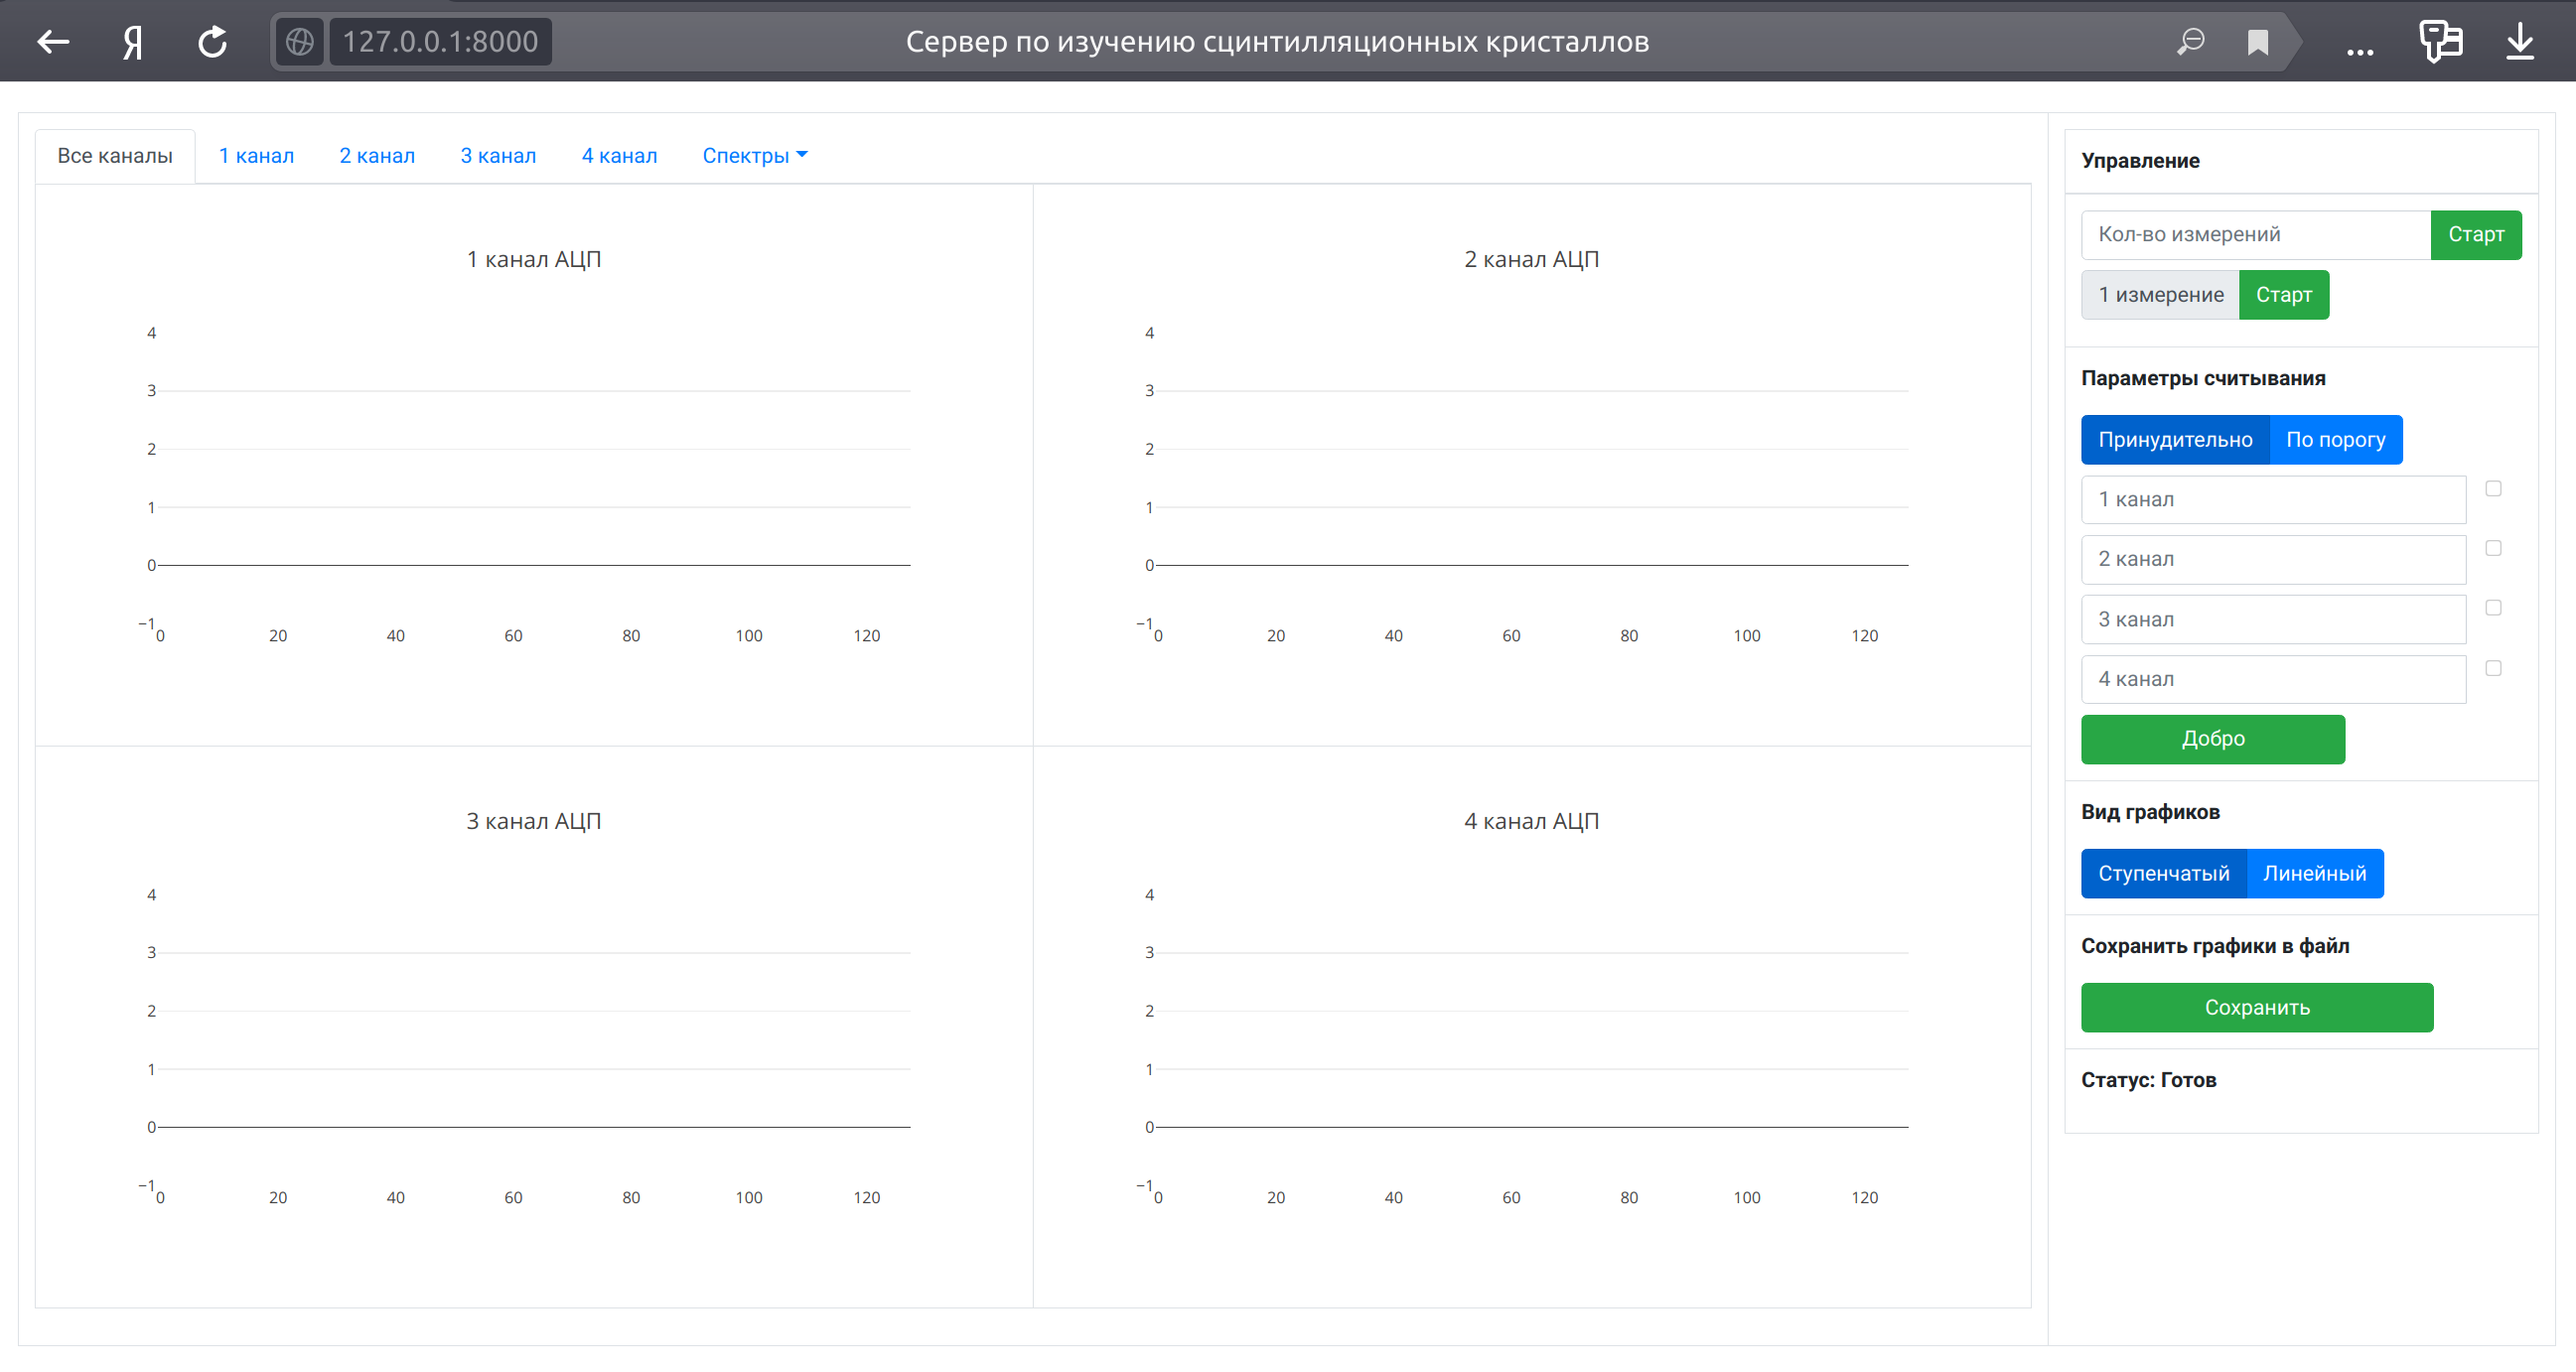 Я
127.0.0.1:8000
Сервер по изучению сцинтилляционных кристаллов
Все каналы 1 канал 2 канал 3 канал 4 канал Спектры
1 канал АЦП
4
3
2
1
0
−1
0 20 40 60 80 100 120
2 канал АЦП
4
3
2
1
0
−1
0 20 40 60 80 100 120
3 канал АЦП
4
3
2
1
0
−1
0 20 40 60 80 100 120
4 канал АЦП
4
3
2
1
0
−1
0 20 40 60 80 100 120
Управление
Кол-во измерений Старт
1 измерение Старт
Параметры считывания
Принудительно По порогу
1 канал
2 канал
3 канал
4 канал
Добро
Вид графиков
Ступенчатый Линейный
Сохранить графики в файл
Сохранить
Статус: Готов